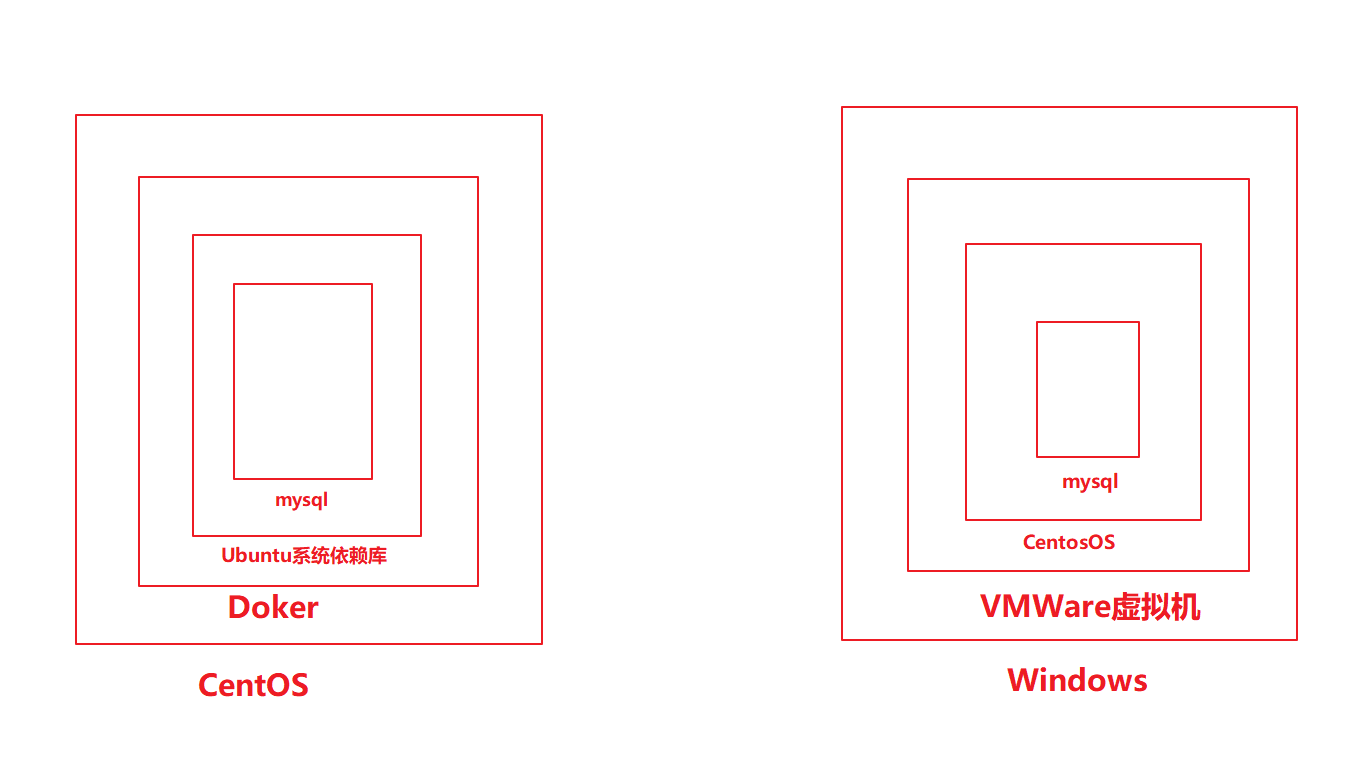 mysql
Ubuntu系统依赖库
Doker
CentOS
mysql
CentosOS
VMWare虚拟机
Windows